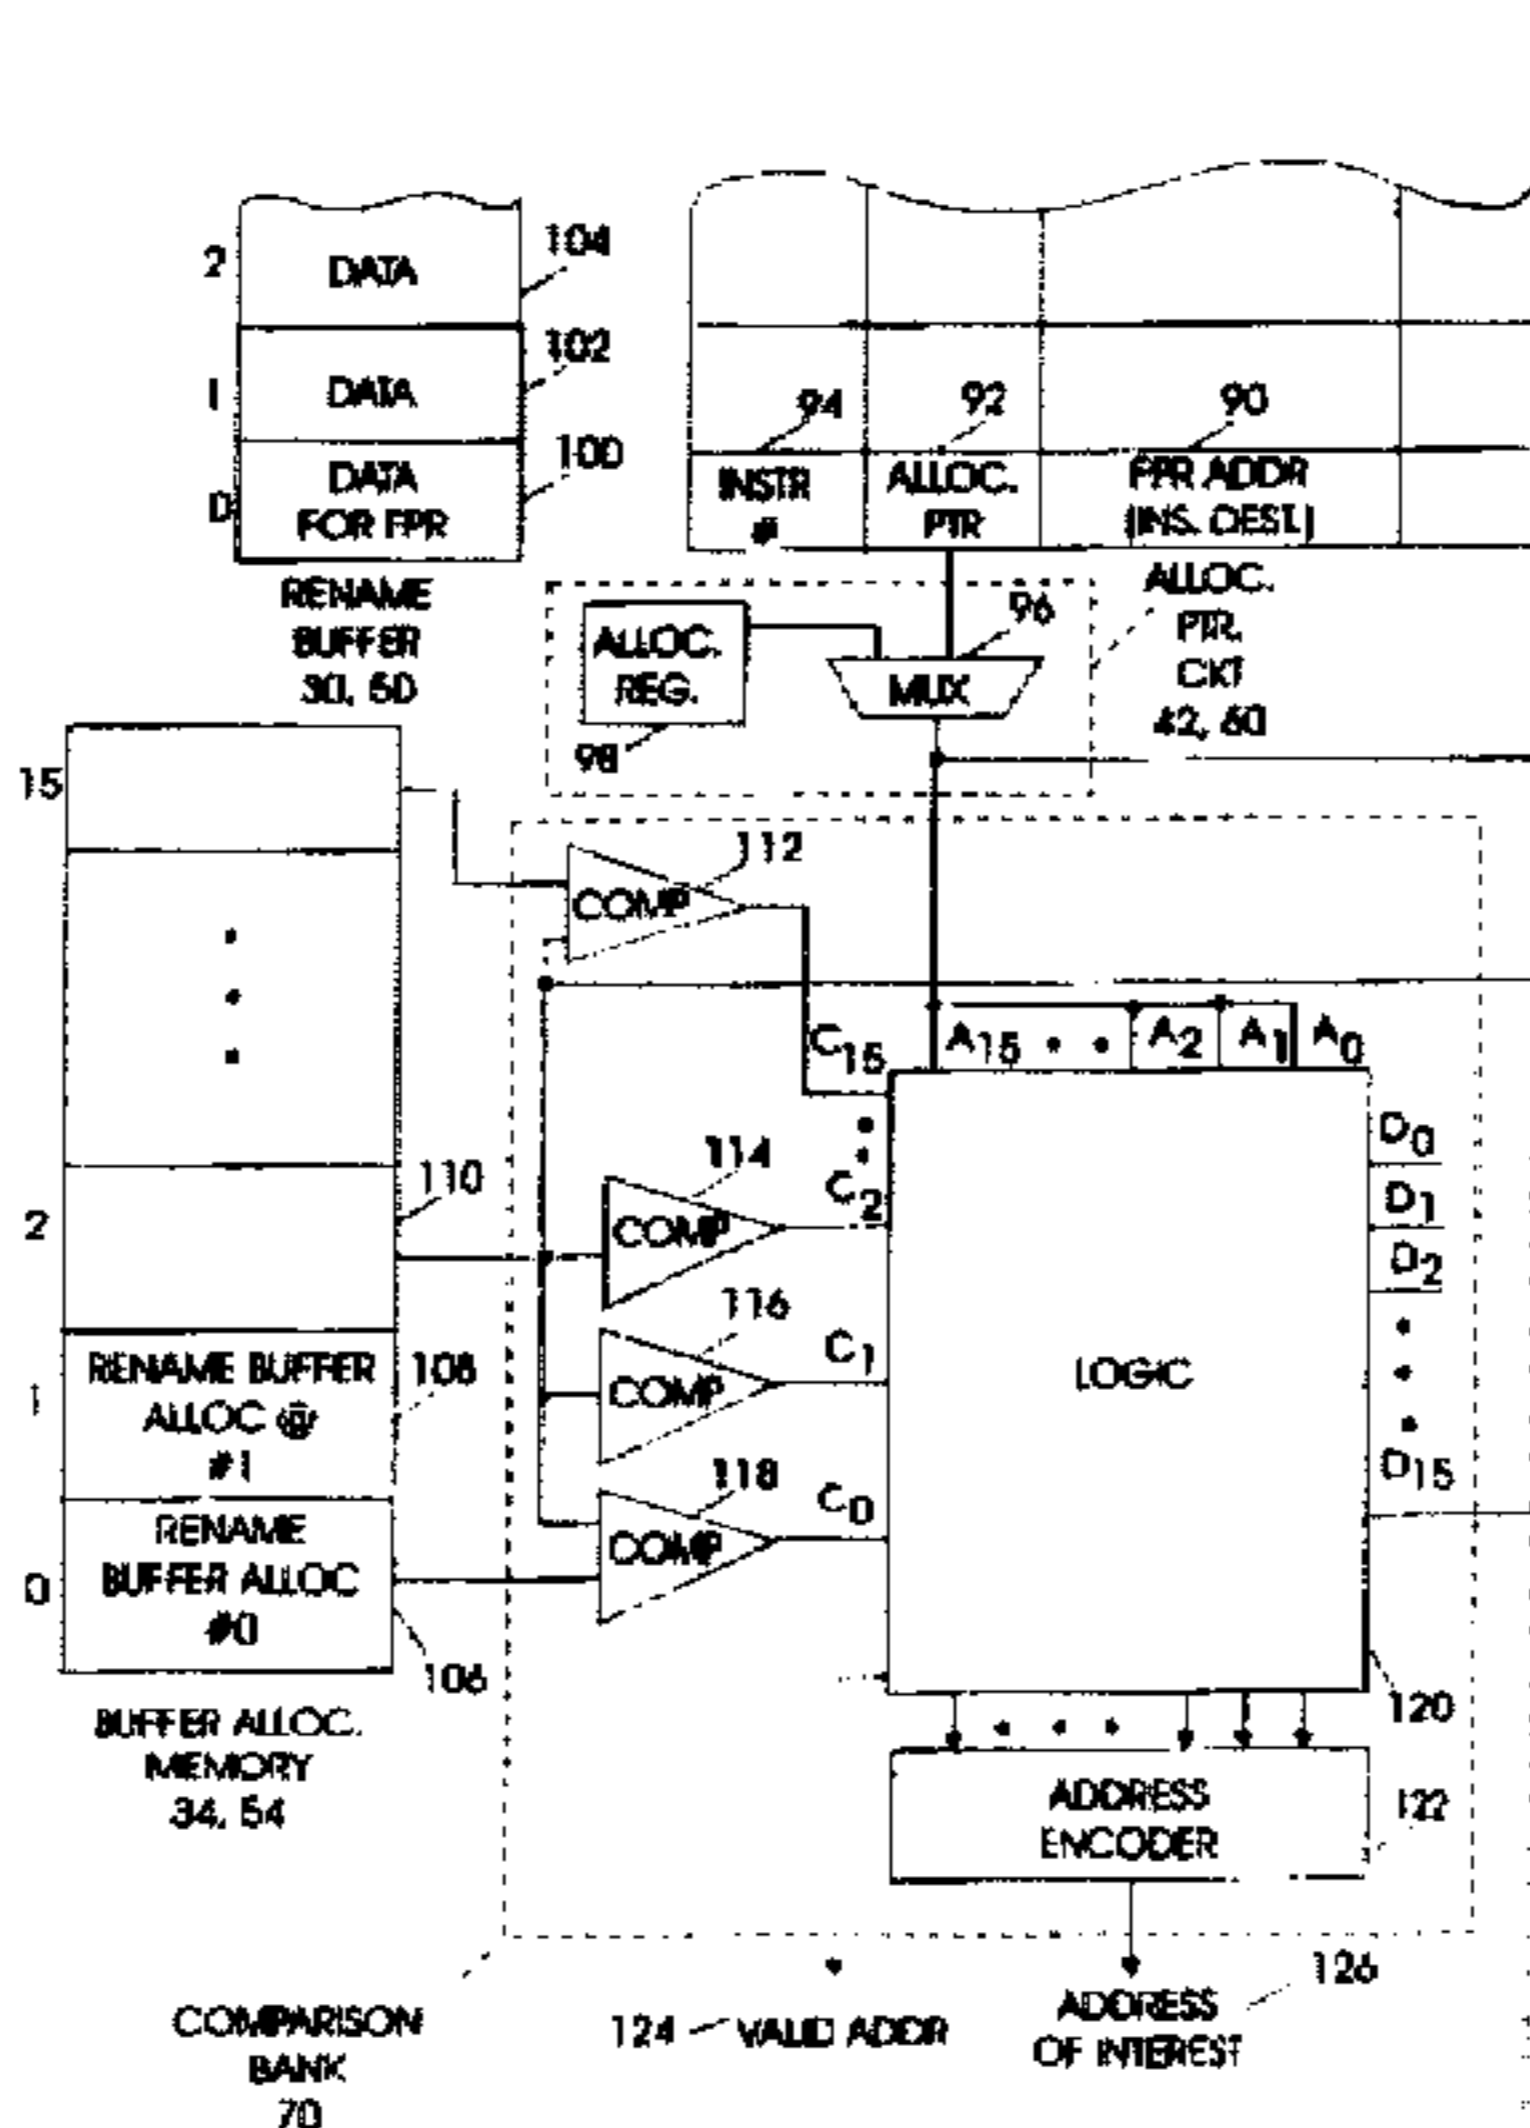 2
DATA
104
1
DATA
102
0
DATA
FOR FPR
100
RENAME
BUFFER
30, 50
94
92
90
INSTR
#
ALLOC.
PTR
FPR ADDR
(INS. DEST.)
ALLOC.
REG.
98
MUX
96
ALLOC.
PTR.
CKT
42, 60
15
COMP
112
C15
A15
A2
A1
A0
2
110
COMP
114
C2
D0
D1
D2
D15
1
RENAME BUFFER
ALLOC @
#1
108
COMP
116
C1
LOGIC
0
RENAME
BUFFER ALLOC
#0
106
COMP
118
C0
120
BUFFER ALLOC.
MEMORY
34, 54
ADDRESS
ENCODER
122
COMPARISON
BANK
70
124
VALID ADDR
ADDRESS
OF INTEREST
126